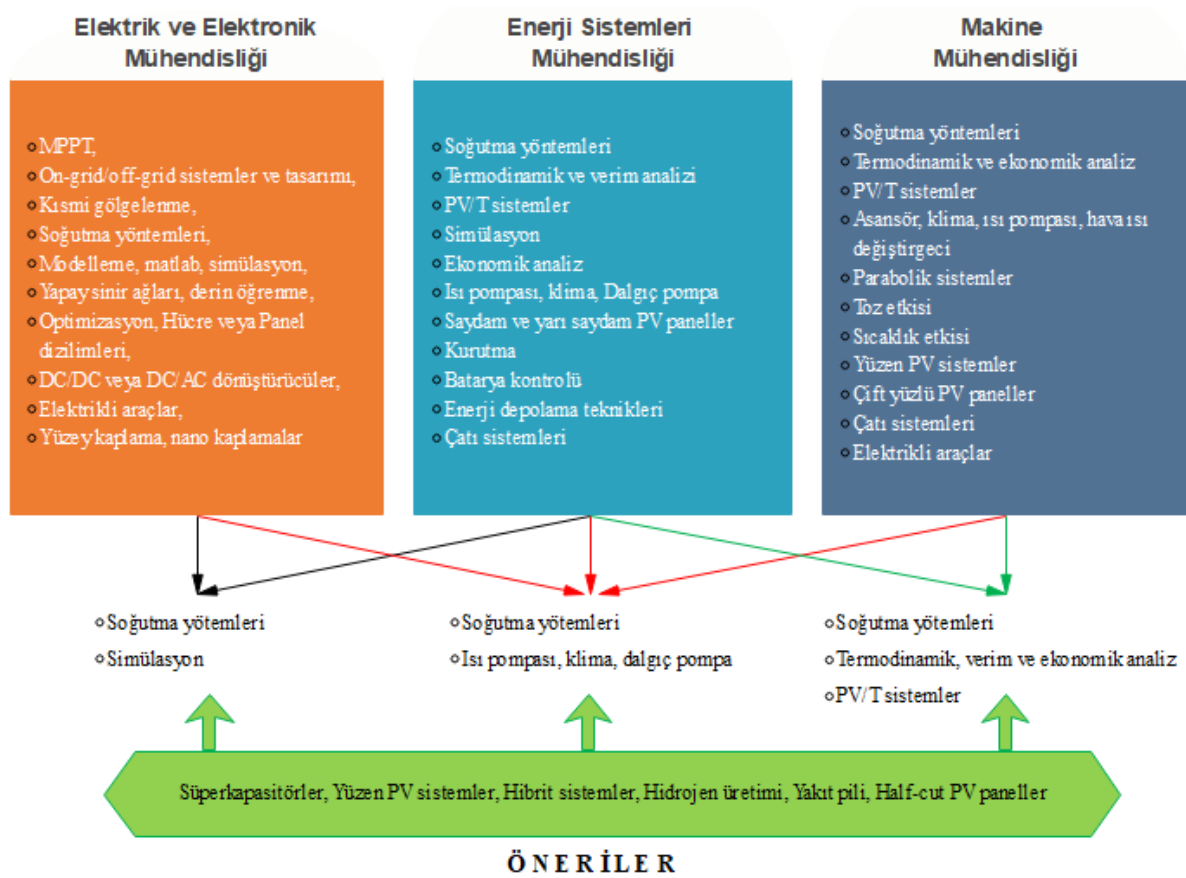 Elektrik ve Elektronik
Mühendisliği
MPPT,
On-grid/off-grid sistemler ve tasarımı,
Kısmi gölgelenme,
Soğutma yöntemleri,
Modelleme, matlab, simülasyon,
Yapay sinir ağları, derin öğrenme,
Optimizasyon, Hücre veya Panel
dizilimleri,
DC/DC veya DC/AC dönüştürücüler,
Elektrikli araçlar,
Yüzey kaplama, nano kaplamalar
Enerji Sistemleri
Mühendisliği
Soğutma yöntemleri
Termodinamik ve verim analizi
PV/T sistemler
Simülasyon
Ekonomik analiz
Isı pompası, klima, Dalgıç pompa
Saydam ve yarı saydam PV paneller
Kurutma
Batarya kontrolü
Enerji depolama teknikleri
Çatı sistemleri
Makine
Mühendisliği
Soğutma yöntemleri
Termodinamik ve ekonomik analiz
PV/T sistemler
Asansör, klima, ısı pompası, hava ısı
değiştirgeci
Parabolik sistemler
Toz etkisi
Sıcaklık etkisi
Yüzen PV sistemler
Çift yüzlü PV paneller
Çatı sistemleri
Elektrikli araçlar
Soğutma yötemleri
Simülasyon
Soğutma yötemleri
Isı pompası, klima, dalgıç pompa
Soğutma yötemleri
Termodinamik, verim ve ekonomik analiz
PV/T sistemler
Süperkapasitörler, Yüzen PV sistemler, Hibrit sistemler, Hidrojen üretimi, Yakıt pili, Half-cut PV paneller
ÖNERİLER